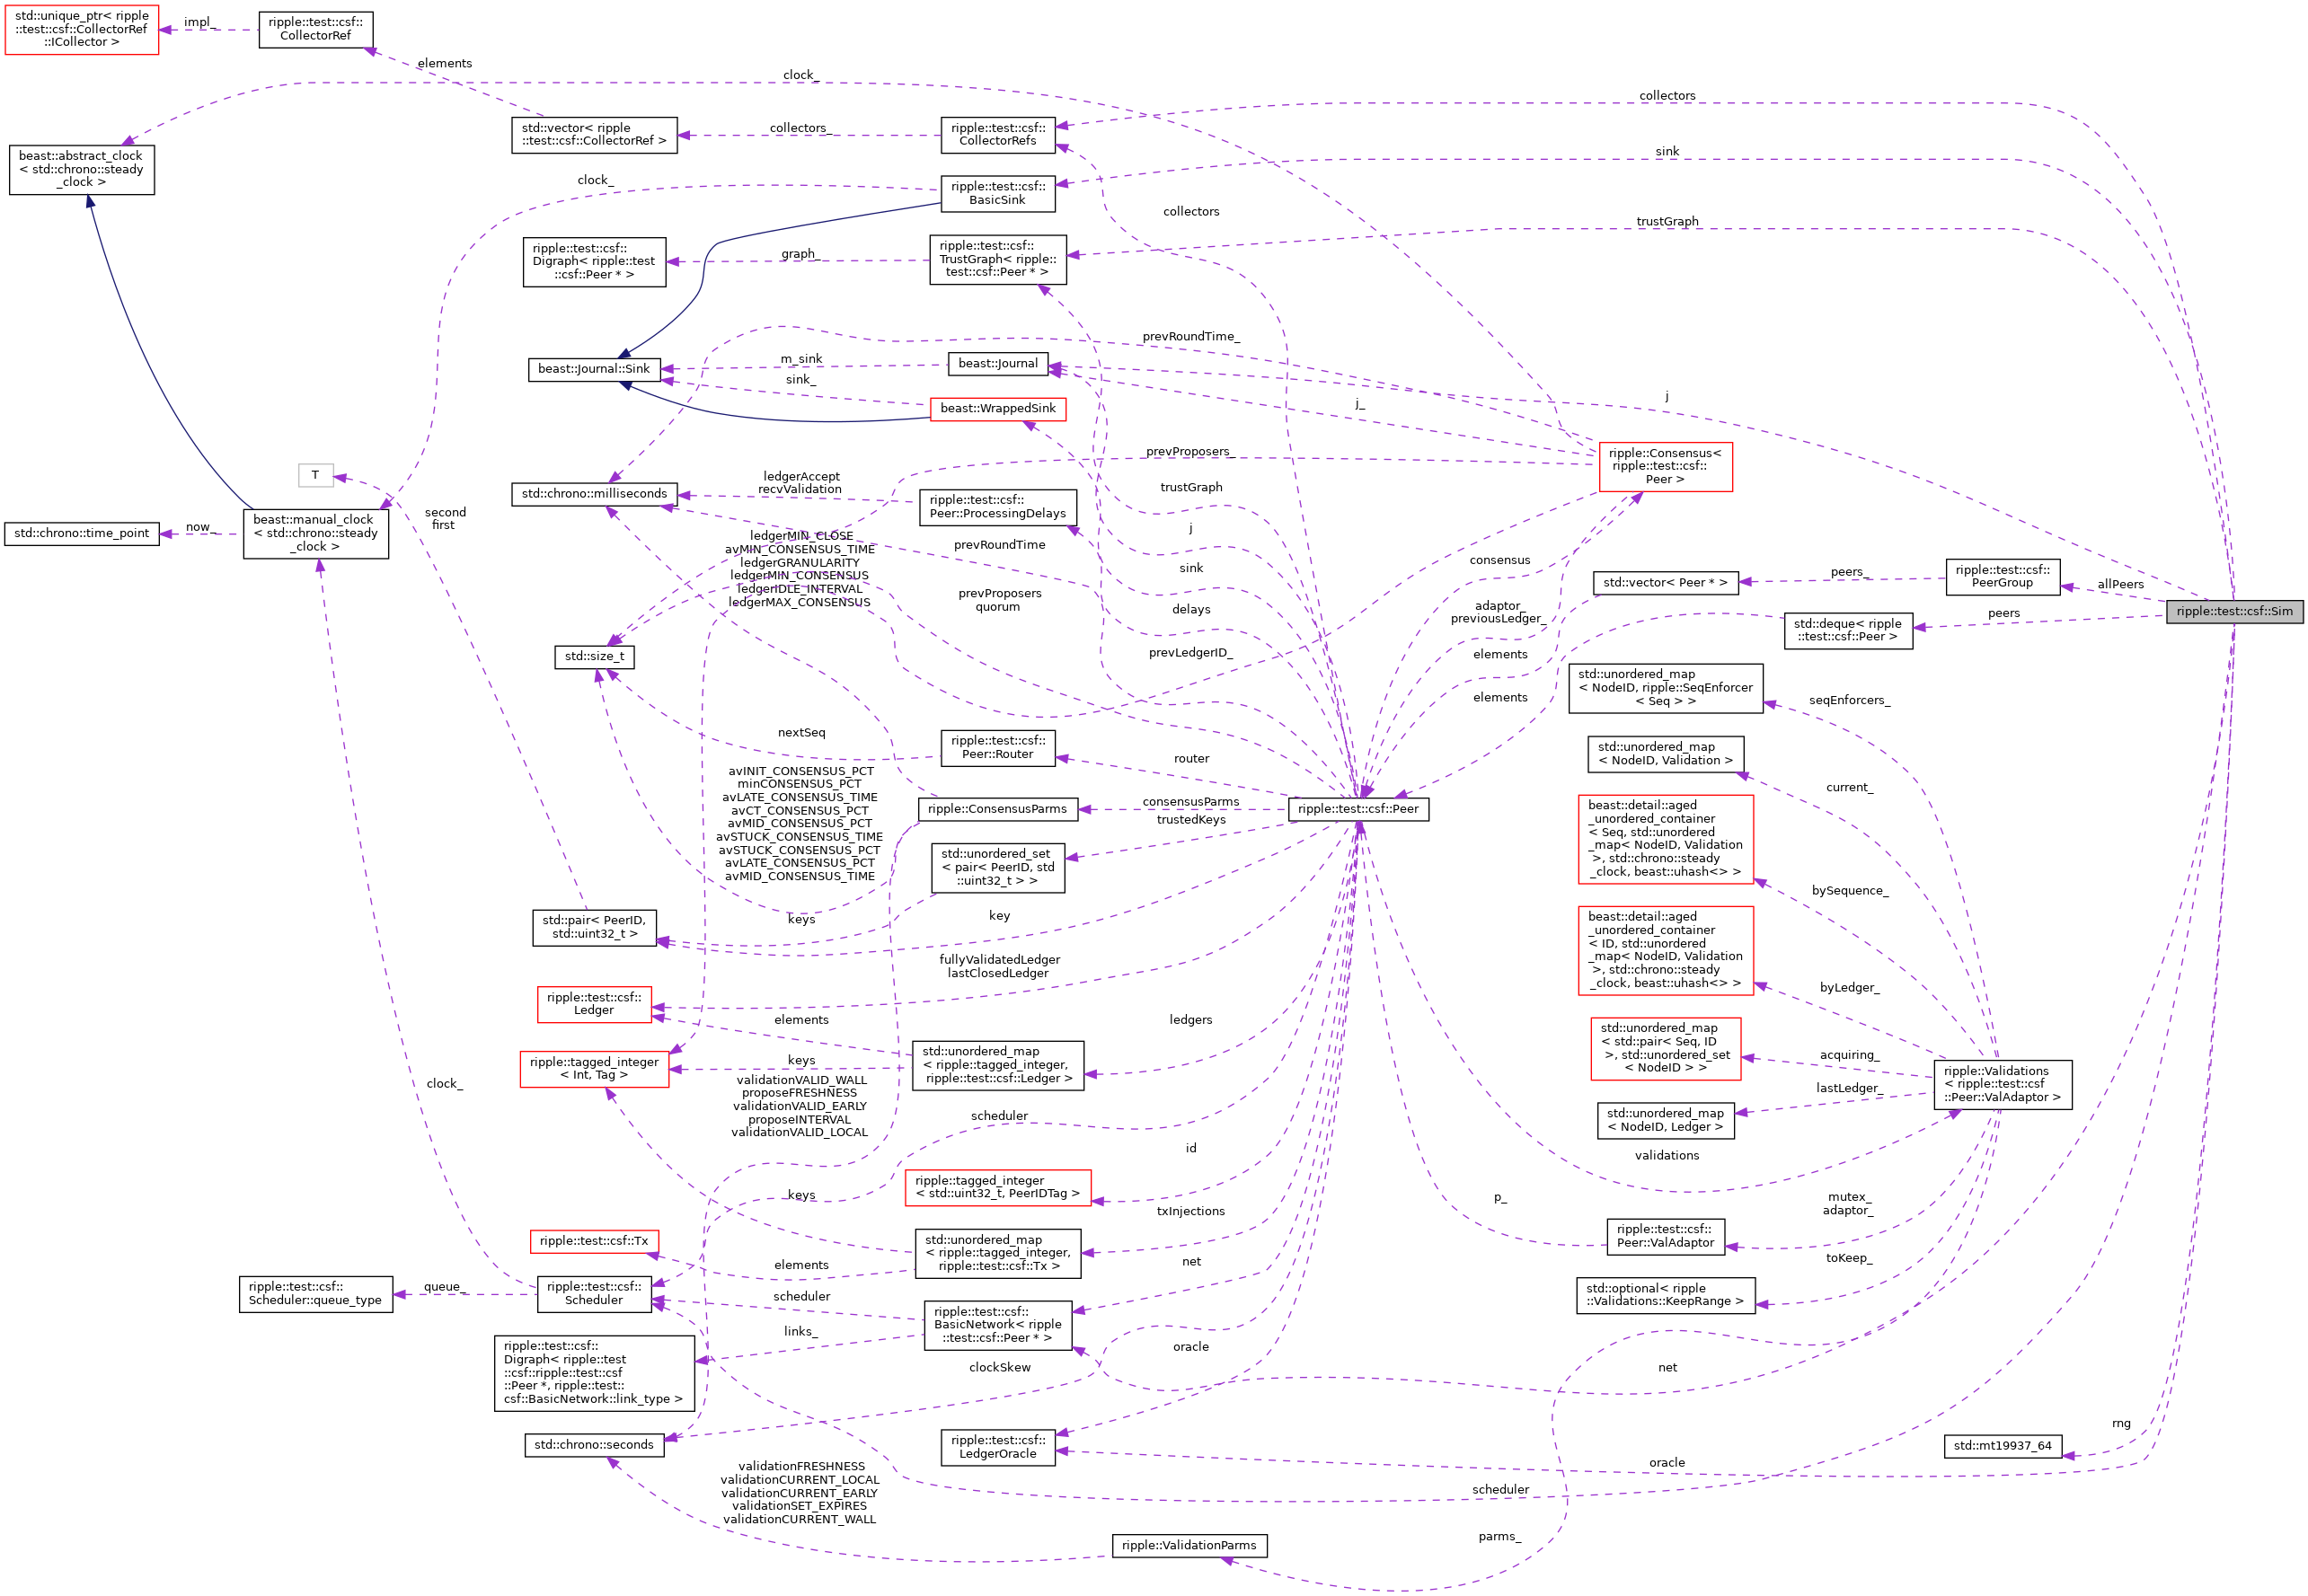 std::unique_ptr< ripple
::test::csf::CollectorRef
::ICollector >
impl_
ripple::test::csf::
CollectorRef
elements
clock_
collectors
std::vector< ripple
::test::csf::CollectorRef >
collectors_
ripple::test::csf::
CollectorRefs
beast::abstract_clock
< std::chrono::steady
_clock >
sink
clock_
ripple::test::csf::
BasicSink
collectors
trustGraph
ripple::test::csf::
Digraph< ripple::test
::csf::Peer * >
graph_
ripple::test::csf::
TrustGraph< ripple::
test::csf::Peer * >
prevRoundTime_
beast::Journal::Sink
m_sink
sink_
beast::Journal
beast::WrappedSink
j_
j
ripple::Consensus<
ripple::test::csf::
Peer >
prevProposers_
T
ledgerAccept
recvValidation
trustGraph
std::chrono::milliseconds
ripple::test::csf::
Peer::ProcessingDelays
second
first
std::chrono::time_point
now_
beast::manual_clock
< std::chrono::steady
_clock >
ledgerMIN_CLOSE
avMIN_CONSENSUS_TIME
ledgerGRANULARITY
ledgerMIN_CONSENSUS
ledgerIDLE_INTERVAL
ledgerMAX_CONSENSUS
prevRoundTime
j
sink
consensus
prevProposers
quorum
delays
adaptor_
previousLedger_
std::vector< Peer * >
peers_
ripple::test::csf::
PeerGroup
allPeers
ripple::test::csf::Sim
peers
std::deque< ripple
::test::csf::Peer >
std::size_t
prevLedgerID_
elements
elements
std::unordered_map
< NodeID, ripple::SeqEnforcer
< Seq > >
seqEnforcers_
nextSeq
ripple::test::csf::
Peer::Router
router
std::unordered_map
< NodeID, Validation >
current_
avINIT_CONSENSUS_PCT
minCONSENSUS_PCT
avLATE_CONSENSUS_TIME
avCT_CONSENSUS_PCT
avMID_CONSENSUS_PCT
avSTUCK_CONSENSUS_TIME
avSTUCK_CONSENSUS_PCT
avLATE_CONSENSUS_PCT
avMID_CONSENSUS_TIME
ripple::ConsensusParms
consensusParms
trustedKeys
ripple::test::csf::Peer
beast::detail::aged
_unordered_container
< Seq, std::unordered
_map< NodeID, Validation
>, std::chrono::steady
_clock, beast::uhash<> >
bySequence_
std::unordered_set
< pair< PeerID, std
::uint32_t > >
std::pair< PeerID,
std::uint32_t >
keys
key
beast::detail::aged
_unordered_container
< ID, std::unordered
_map< NodeID, Validation
>, std::chrono::steady
_clock, beast::uhash<> >
byLedger_
fullyValidatedLedger
lastClosedLedger
ripple::test::csf::
Ledger
elements
ledgers
std::unordered_map
< std::pair< Seq, ID
>, std::unordered_set
< NodeID > >
acquiring_
ripple::tagged_integer
< Int, Tag >
keys
std::unordered_map
< ripple::tagged_integer,
ripple::test::csf::Ledger >
ripple::Validations
< ripple::test::csf
::Peer::ValAdaptor >
lastLedger_
clock_
validationVALID_WALL
proposeFRESHNESS
validationVALID_EARLY
proposeINTERVAL
validationVALID_LOCAL
scheduler
std::unordered_map
< NodeID, Ledger >
id
validations
ripple::tagged_integer
< std::uint32_t, PeerIDTag >
keys
txInjections
p_
mutex_
adaptor_
ripple::test::csf::Tx
std::unordered_map
< ripple::tagged_integer,
ripple::test::csf::Tx >
ripple::test::csf::
Peer::ValAdaptor
elements
net
toKeep_
ripple::test::csf::
Scheduler::queue_type
queue_
ripple::test::csf::
Scheduler
scheduler
std::optional< ripple
::Validations::KeepRange >
ripple::test::csf::
BasicNetwork< ripple
::test::csf::Peer * >
links_
ripple::test::csf::
Digraph< ripple::test
::csf::ripple::test::csf
::Peer *, ripple::test::
csf::BasicNetwork::link_type >
clockSkew
oracle
net
rng
std::chrono::seconds
ripple::test::csf::
LedgerOracle
std::mt19937_64
oracle
validationFRESHNESS
validationCURRENT_LOCAL
validationCURRENT_EARLY
validationSET_EXPIRES
validationCURRENT_WALL
scheduler
ripple::ValidationParms
parms_